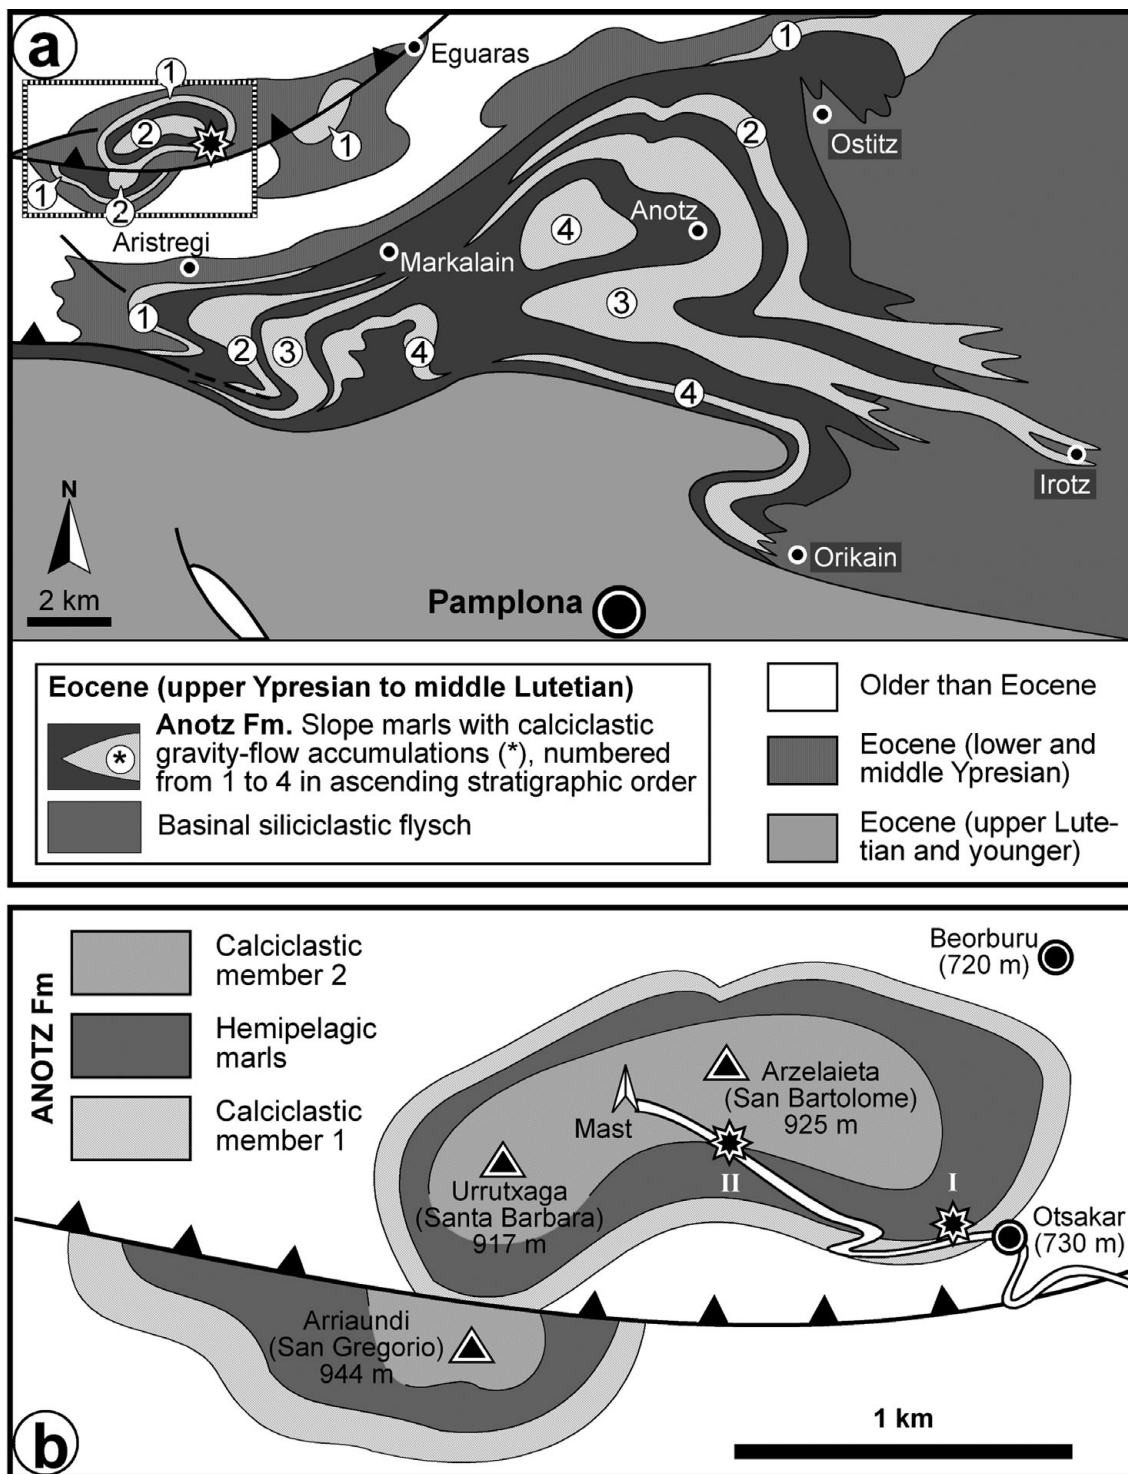 a
Eguaras
1
1
2
1
2
1
1
2
Ostitz
Anotz
4
3
Aristregi
Markalain
1
2
3
4
4
Irotz
Orikain
N
2 km
Pamplona
Eocene (upper Ypresian to middle Lutetian)
*
Anotz Fm. Slope marls with calciclastic
gravity-flow accumulations (*), numbered
from 1 to 4 in ascending stratigraphic order
Basinal siliciclastic flysch
Older than Eocene
Eocene (lower and
middle Ypresian)
Eocene (upper Lute-
tian and younger)
ANOTZ Fm
Calciclastic
member 2
Hemipelagic
marls
Calciclastic
member 1
Beorburu
(720 m)
Arzelaieta
(San Bartolome)
925 m
Mast
II
I
Urrutxaga
(Santa Barbara)
917 m
Otsakar
(730 m)
Arriaundi
(San Gregorio)
944 m
1 km
b